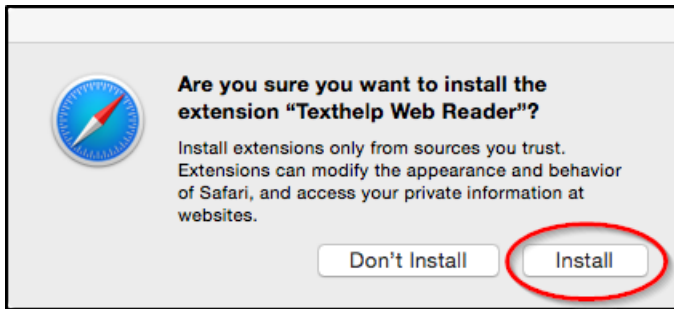 Are you sure you want to install the
extension “Texthelp Web Reader”?
Install extensions only from sources you trust.
Extensions can modify the appearance and behavior
of Safari, and access your private information at
websites.
Don’t Install
Install